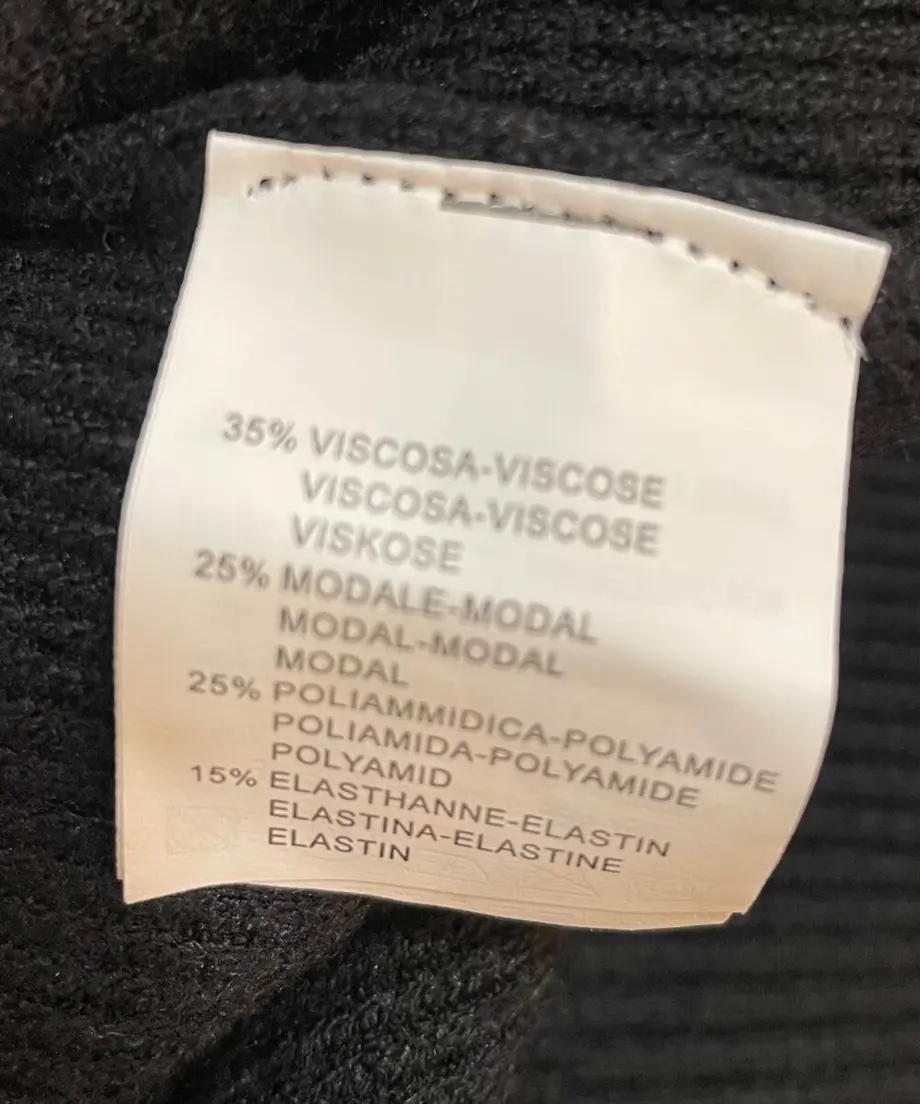 35% VISCOSA-VISCOSE
VISCOSA-VISCOSE
VISKOSE
25% MODALE-MODAL
MODAL-MODAL
MODAL
25% POLIAMMIDICA-POLYAMIDE
POLIAMIDA-POLYAMIDE
POLYAMID
15% ELASTHANNE-ELASTIN
ELASTINA-ELASTINE
ELASTIN